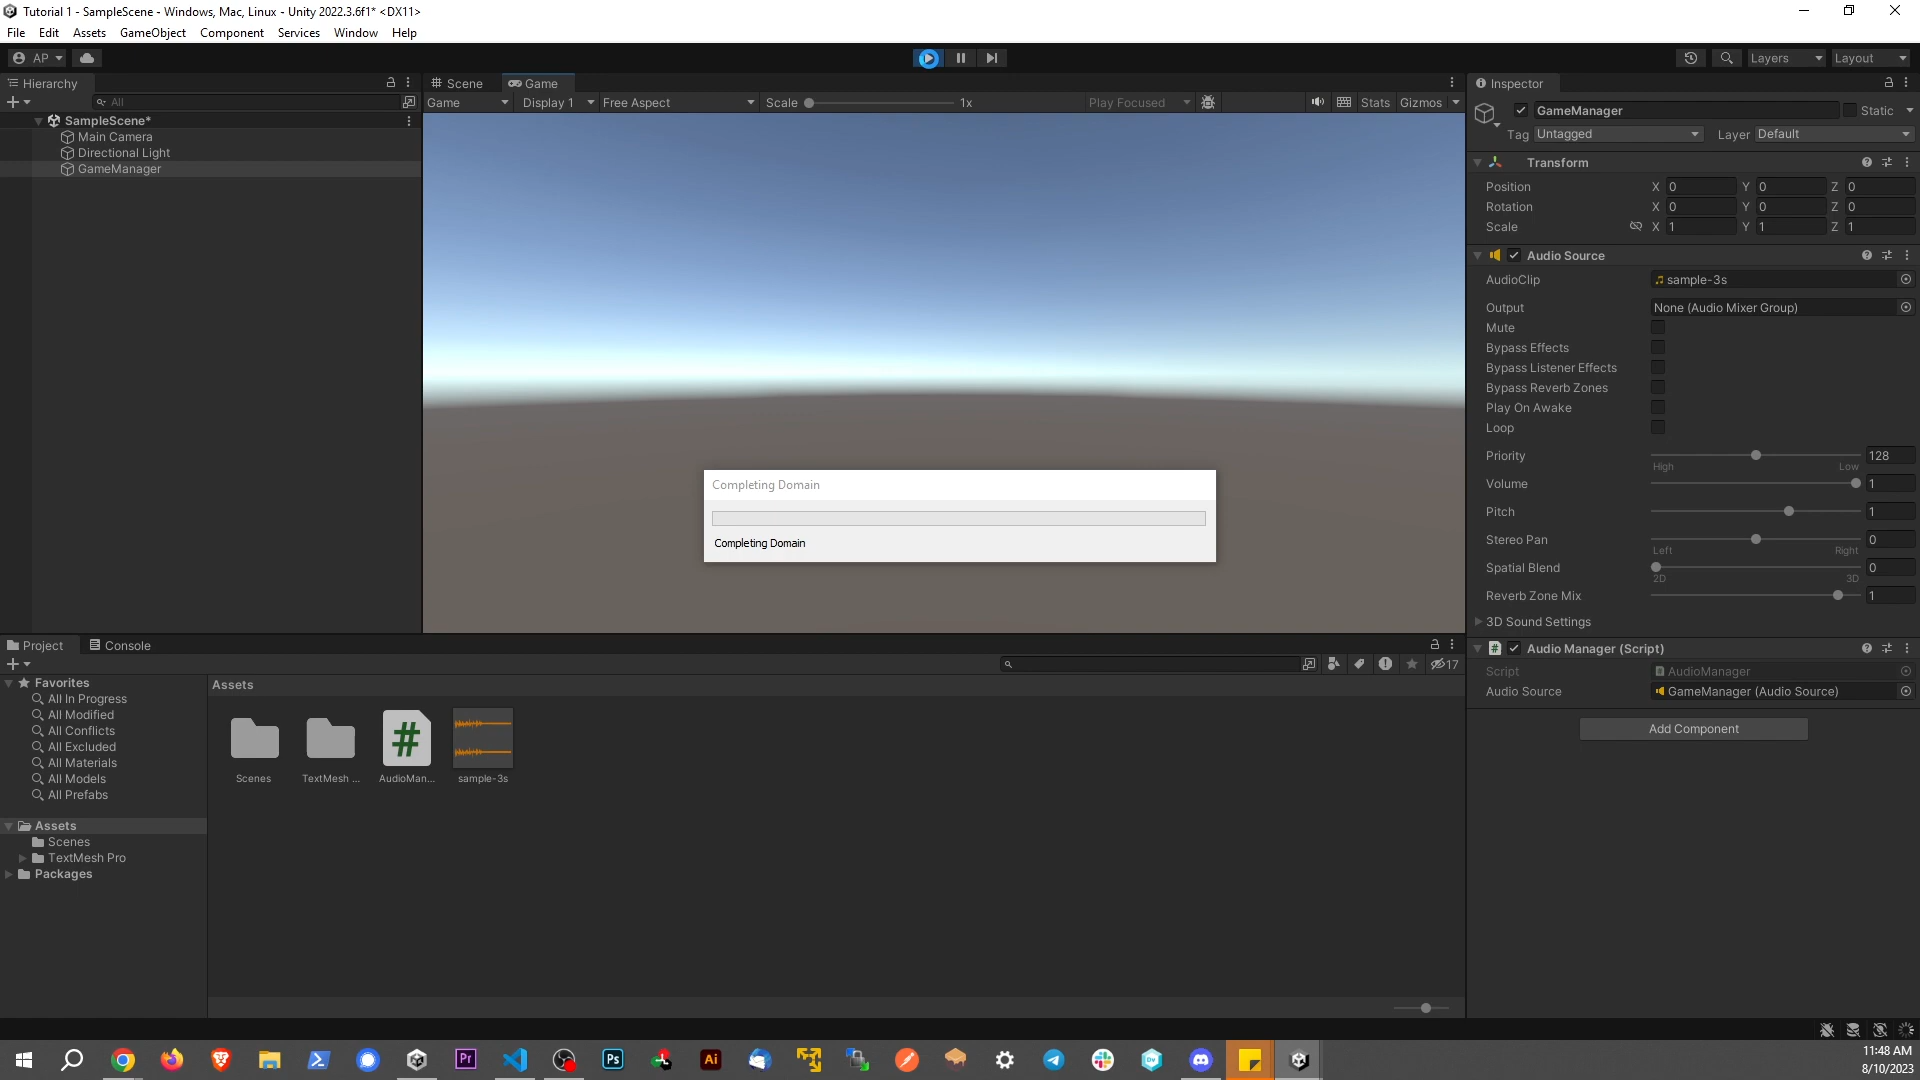 Tutorial 1 - SampleScene - Windows, Mac, Linux - Unity 2022.3.6f1* <DX11>
File Edit Assets GameObject Component Services Window Help
AP
Layers Layout
Hierarchy
All
SampleScene*
Main Camera
Directional Light
GameManager
Scene Game
Game Display 1 Free Aspect Scale 1x Play Focused Stats Gizmos
Completing Domain
Completing Domain
Inspector
GameManager Static
Tag Untagged Layer Default
Transform
Position X 0 Y 0 Z 0
Rotation X 0 Y 0 Z 0
Scale X 1 Y 1 Z 1
Audio Source
AudioClip sample-3s
Output None (Audio Mixer Group)
Mute
Bypass Effects
Bypass Listener Effects
Bypass Reverb Zones
Play On Awake
Loop
Priority 128
High Low
Volume 1
Pitch 1
Stereo Pan 0
Left Right
Spatial Blend 0
2D 3D
Reverb Zone Mix 1
3D Sound Settings
# Audio Manager (Script)
Script AudioManager
Audio Source GameManager (Audio Source)
Add Component
Project Console
17
Favorites
All In Progress
All Modified
All Conflicts
All Excluded
All Materials
All Models
All Prefabs
Assets
Scenes
TextMesh Pro
Packages
Assets
#
Scenes TextMesh ... AudioMan... sample-3s
Pr Ps Ai
11:48 AM
8/10/2023